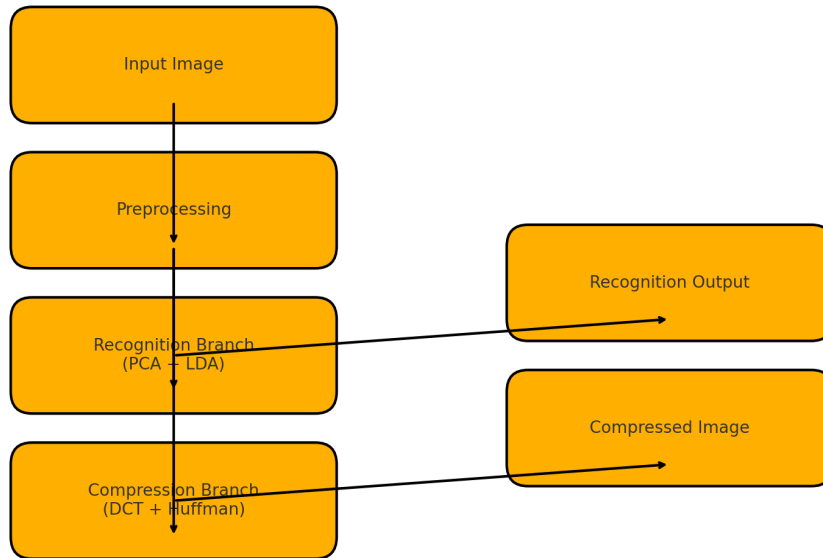 Input Image
Preprocessing
Recognition Branch
(PCA + LDA)
Compression Branch
(DCT + Huffman)
Recognition Output
Compressed Image